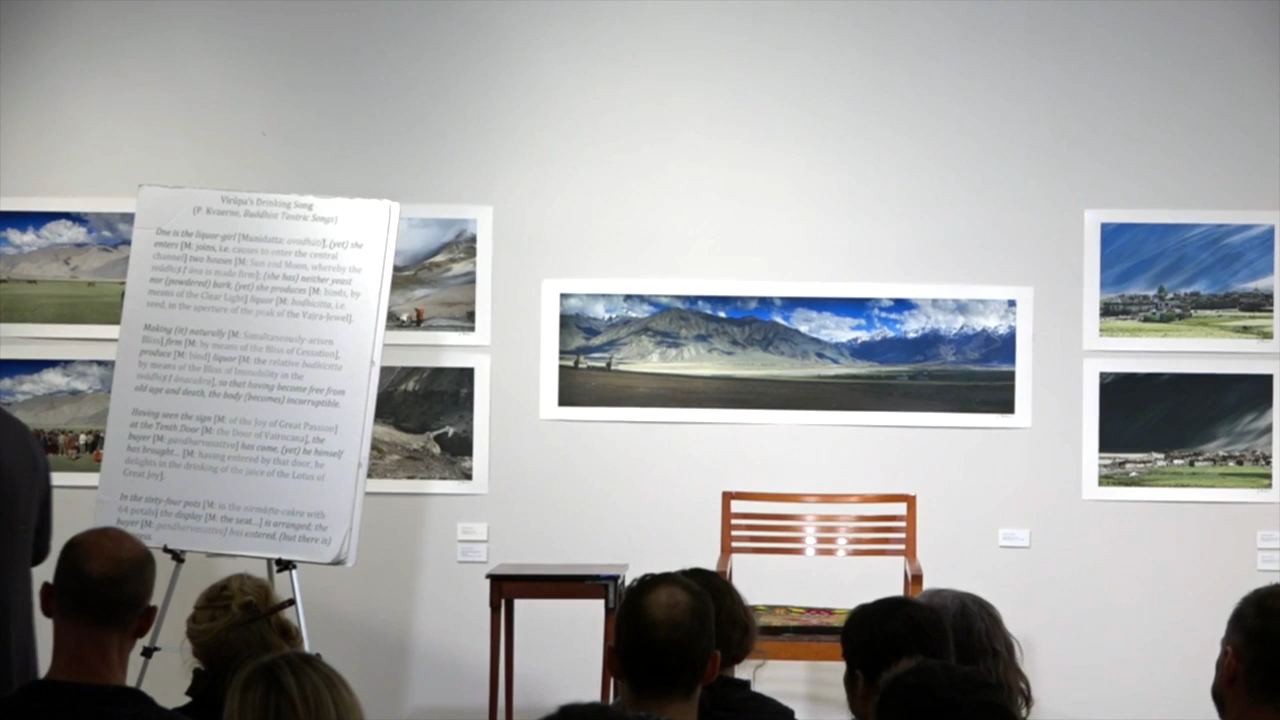 Virūpa's Drinking Song
(P. Kvaerne, Buddhist Tantric Songs)
One is the liquor-girl [Munidatta: avadhūti], (yet) she
enters [M: joins, i.e. causes to enter the central
channel] two houses [M: Sun and Moon, whereby the
is made firm]; (she has) neither yeast
nor (powdered) bark, (yet) she produces [M: binds, by
means of the Clear Light] liquor [M: bodhicitta, i.e.
seed, in the aperture of the peak of the Vajra-Jewel].
Making (it) naturally [M: Simultaneously-arisen
Bliss] firm [M: by means of the Bliss of Cessation],
produce [M: bind] liquor [M: the relative bodhicitta
by means of the Bliss of Immobility in the
so that having become free from
old age and death, the body (becomes) incorruptible.
Having seen the sign [M: of the Joy of Great Passion]
at the Tenth Door [M: the Door of Vairocana], the
buyer [M: gandharvasattva] has come, (yet) he himself
has brought... [M: having entered by that door, he
delights in the drinking of the juice of the Lotus of
Great Joy].
In the sixty-four pots [M: in the nirmāṇa-cakra with
64 petals] the display [M: the seat...] is arranged; the
buyer [M: gandharvasattva] has entered, (but there is)